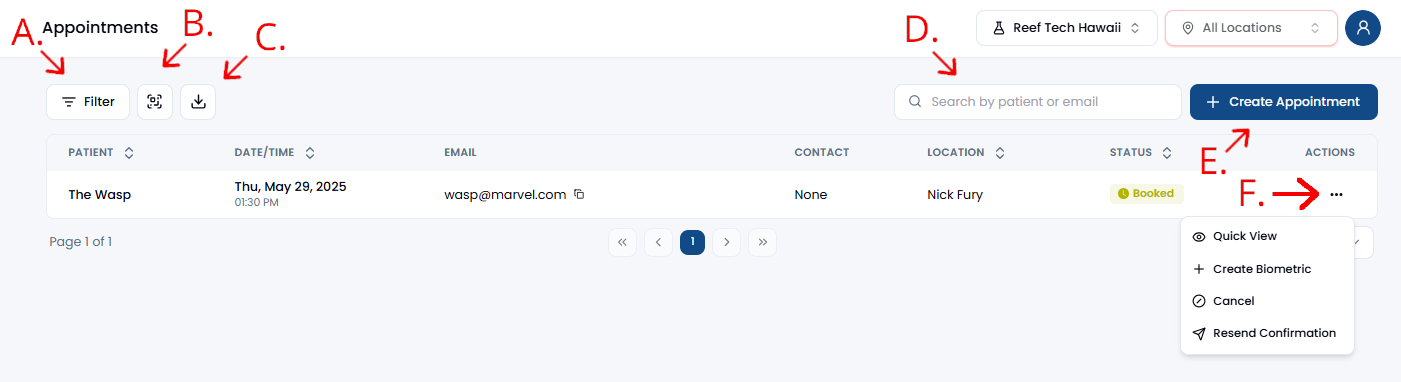 A. Appointments B. C. D. Reef Tech Hawaii All Locations
Filter Search by patient or email + Create Appointment
E.
PATIENT DATE/TIME EMAIL CONTACT LOCATION STATUS ACTIONS
The Wasp Thu, May 29, 2025 wasp@marvel.com None Nick Fury Booked F. ...
01:30 PM
Page 1 of 1 « ‹ 1 › »
Quick View
+ Create Biometric
Cancel
Resend Confirmation